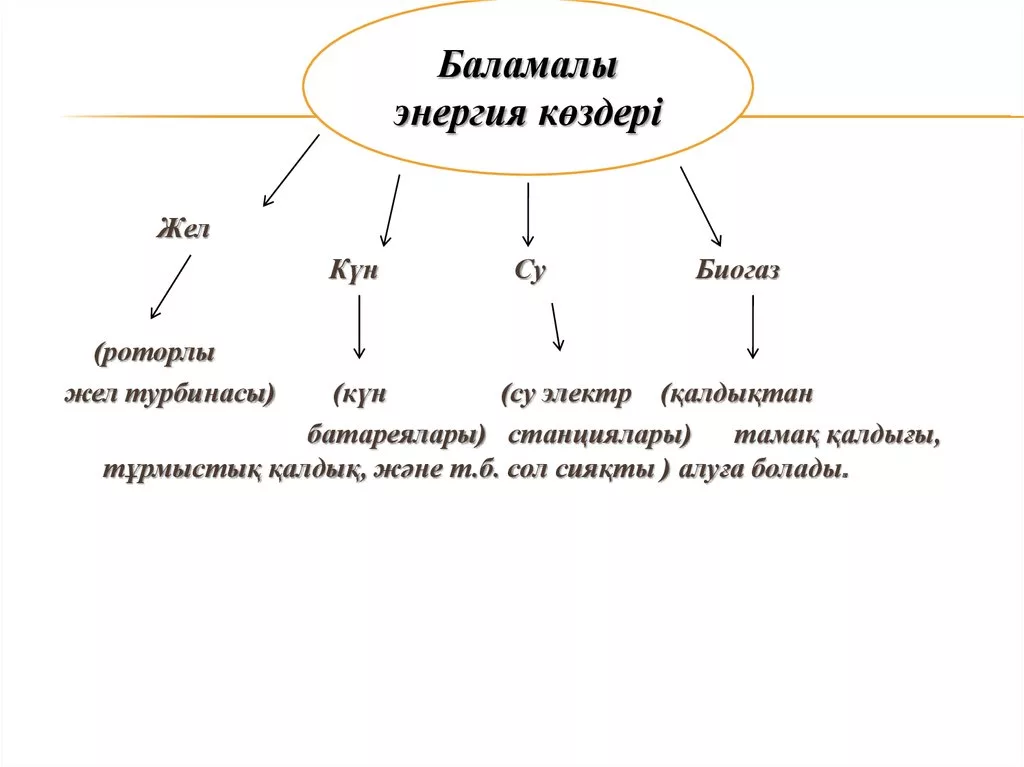 Баламалы
энергия көздері
Жел
Күн Су Биогаз
(роторлы
жел турбинасы) (күн (су электр (қалдықтан
батареялары) станциялары) тамақ қалдығы,
тұрмыстық қалдық, және т.б. сол сияқты ) алуға болады.